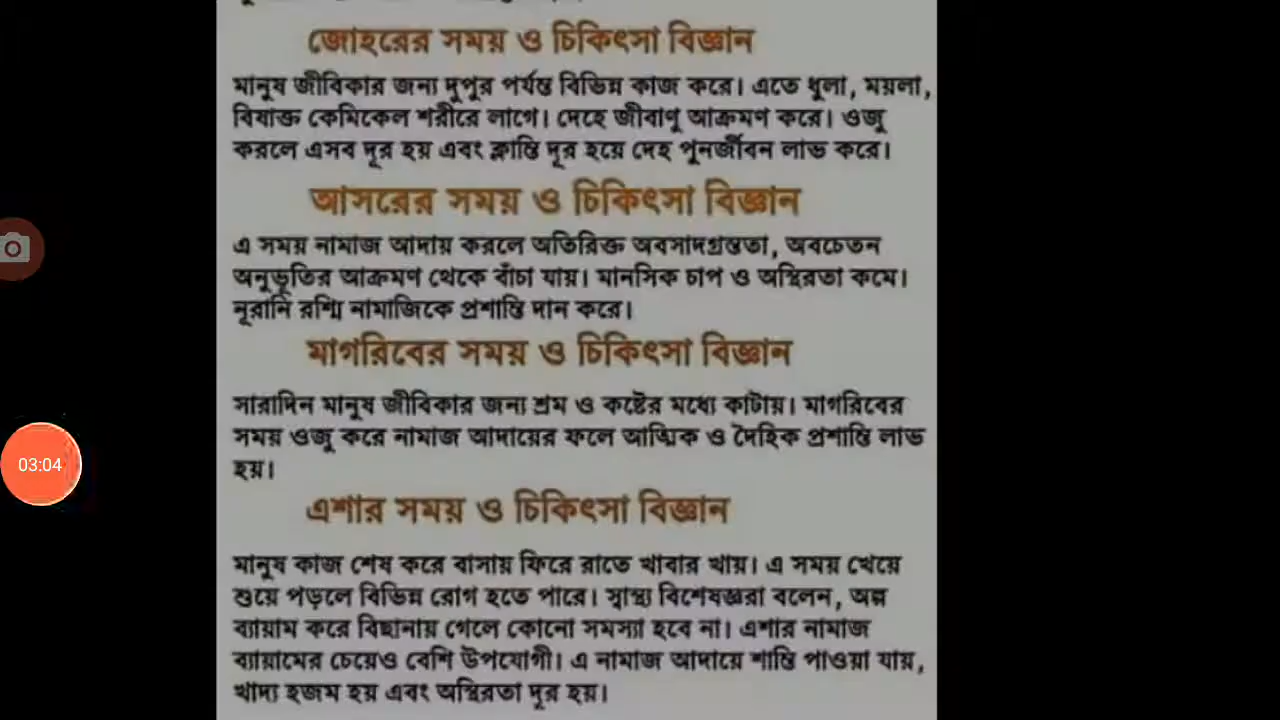 জোহরের সময় ও চিকিৎসা বিজ্ঞান
মানুষ জীবিকার জন্য দুপুর পর্যন্ত বিভিন্ন কাজ করে। এতে ধুলা, ময়লা,
বিষাক্ত কেমিকেল শরীরে লাগে। দেহে জীবাণু আক্রমণ করে। ওজু
করলে এসব দূর হয় এবং ক্লান্তি দূর হয়ে দেহ পুনর্জীবন লাভ করে।
আসরের সময় ও চিকিৎসা বিজ্ঞান
এ সময় নামাজ আদায় করলে অতিরিক্ত অবসাদগ্রস্ততা, অবচেতন
অনুভূতির আক্রমণ থেকে বাঁচা যায়। মানসিক চাপ ও অস্থিরতা কমে।
নূরানি রশ্মি নামাজিকে প্রশান্তি দান করে।
মাগরিবের সময় ও চিকিৎসা বিজ্ঞান
সারাদিন মানুষ জীবিকার জন্য শ্রম ও কষ্টের মধ্যে কাটায়। মাগরিবের
সময় ওজু করে নামাজ আদায়ের ফলে আত্মিক ও দৈহিক প্রশান্তি লাভ
হয়।
03:04
এশার সময় ও চিকিৎসা বিজ্ঞান
মানুষ কাজ শেষ করে বাসায় ফিরে রাতে খাবার খায়। এ সময় খেয়ে
শুয়ে পড়লে বিভিন্ন রোগ হতে পারে। স্বাস্থ্য বিশেষজ্ঞরা বলেন, অল্প
ব্যায়াম করে বিছানায় গেলে কোনো সমস্যা হবে না। এশার নামাজ
ব্যায়ামের চেয়েও বেশি উপযোগী। এ নামাজ আদায়ে শান্তি পাওয়া যায়,
খাদ্য হজম হয় এবং অস্থিরতা দূর হয়।